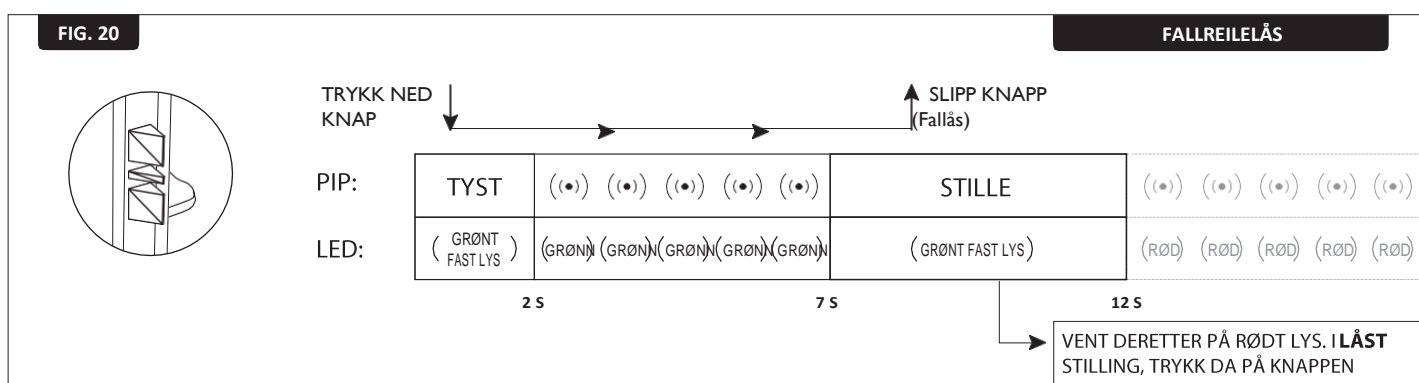 FIG. 20
FALLREILELÅS
TRYKK NED
KNAP
SLIPP KNAPP
(Fallås)
PIP: TYST ((•)) ((•)) ((•)) ((•)) ((•)) STILLE ((•)) ((•)) ((•)) ((•)) ((•))
LED: (GRØNT FAST LYS) (GRØNN) (GRØNN) (GRØNN) (GRØNN) (GRØNN) (GRØNT FAST LYS) (RØD) (RØD) (RØD) (RØD) (RØD)
2 S 7 S 12 S
VENT DERETTER PÅ RØDT LYS. I LÅST
STILLING, TRYKK DA PÅ KNAPPEN